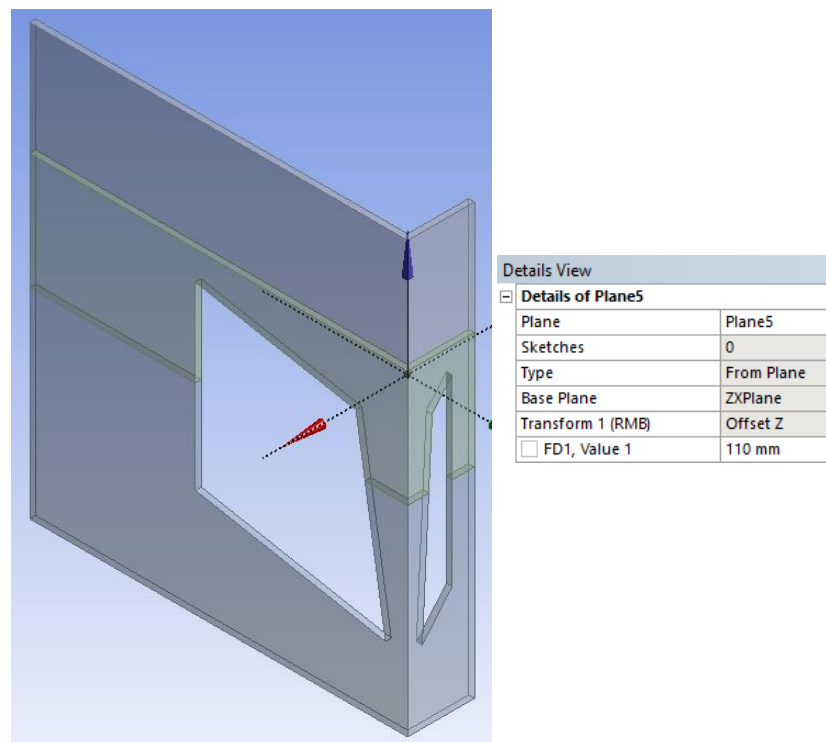 Details View
Details of Plane5
Plane Plane5
Sketches 0
Type From Plane
Base Plane ZXPlane
Transform 1 (RMB) Offset Z
FD1, Value 1 110 mm